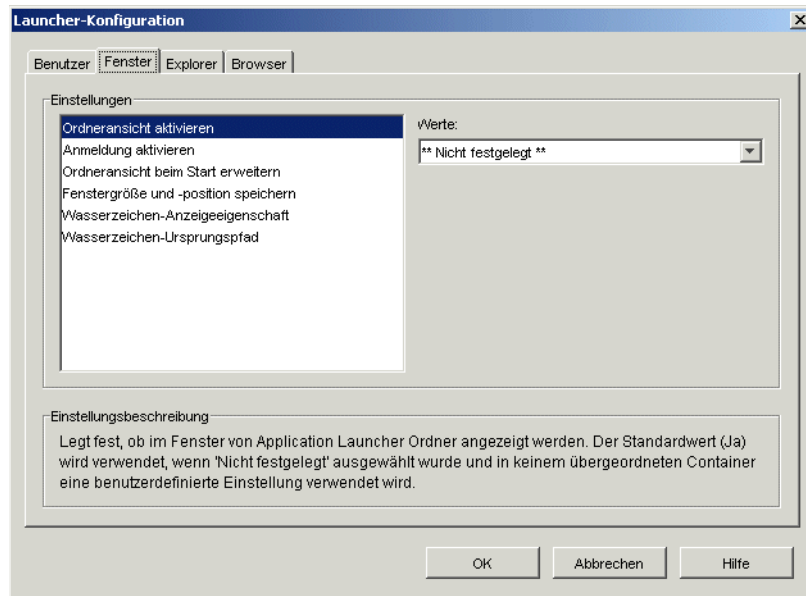 Launcher-Konfiguration
Benutzer Fenster Explorer Browser
Einstellungen
Ordneransicht aktivieren
Anmeldung aktivieren
Ordneransicht beim Start erweitern
Fenstergröße und -position speichern
Wasserzeichen-Anzeigeeigenschaft
Wasserzeichen-Ursprungspfad
Werte:
** Nicht festgelegt **
Einstellungsbeschreibung
Legt fest, ob im Fenster von Application Launcher Ordner angezeigt werden. Der Standardwert (Ja)
wird verwendet, wenn 'Nicht festgelegt' ausgewählt wurde und in keinem übergeordneten Container
eine benutzerdefinierte Einstellung verwendet wird.
OK Abbrechen Hilfe